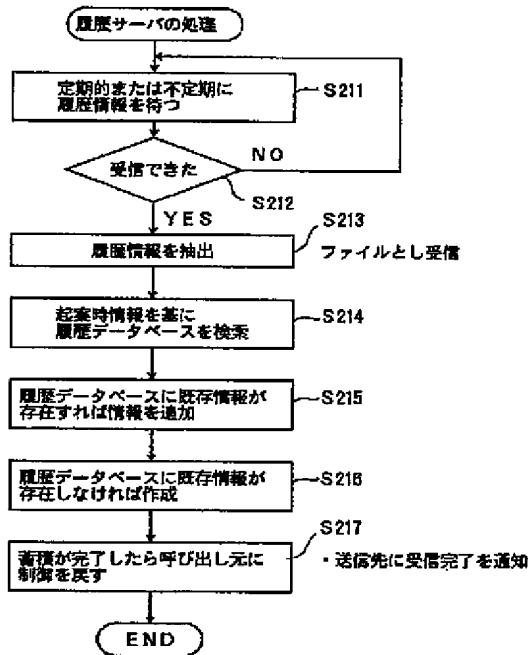 履歴サーバの処理
定期的または不定期に
履歴情報を待つ
S211
受信できた
NO
S212
YES
S213
履歴情報を抽出
ファイルとし受信
起案時情報を基に
履歴データベースを検索
S214
履歴データベースに既存情報が
存在すれば情報を追加
S215
履歴データベースに既存情報が
存在しなければ作成
S216
S217
蓄積が完了したら呼び出し元に
制御を戻す
・送信先に受信完了を通知
END